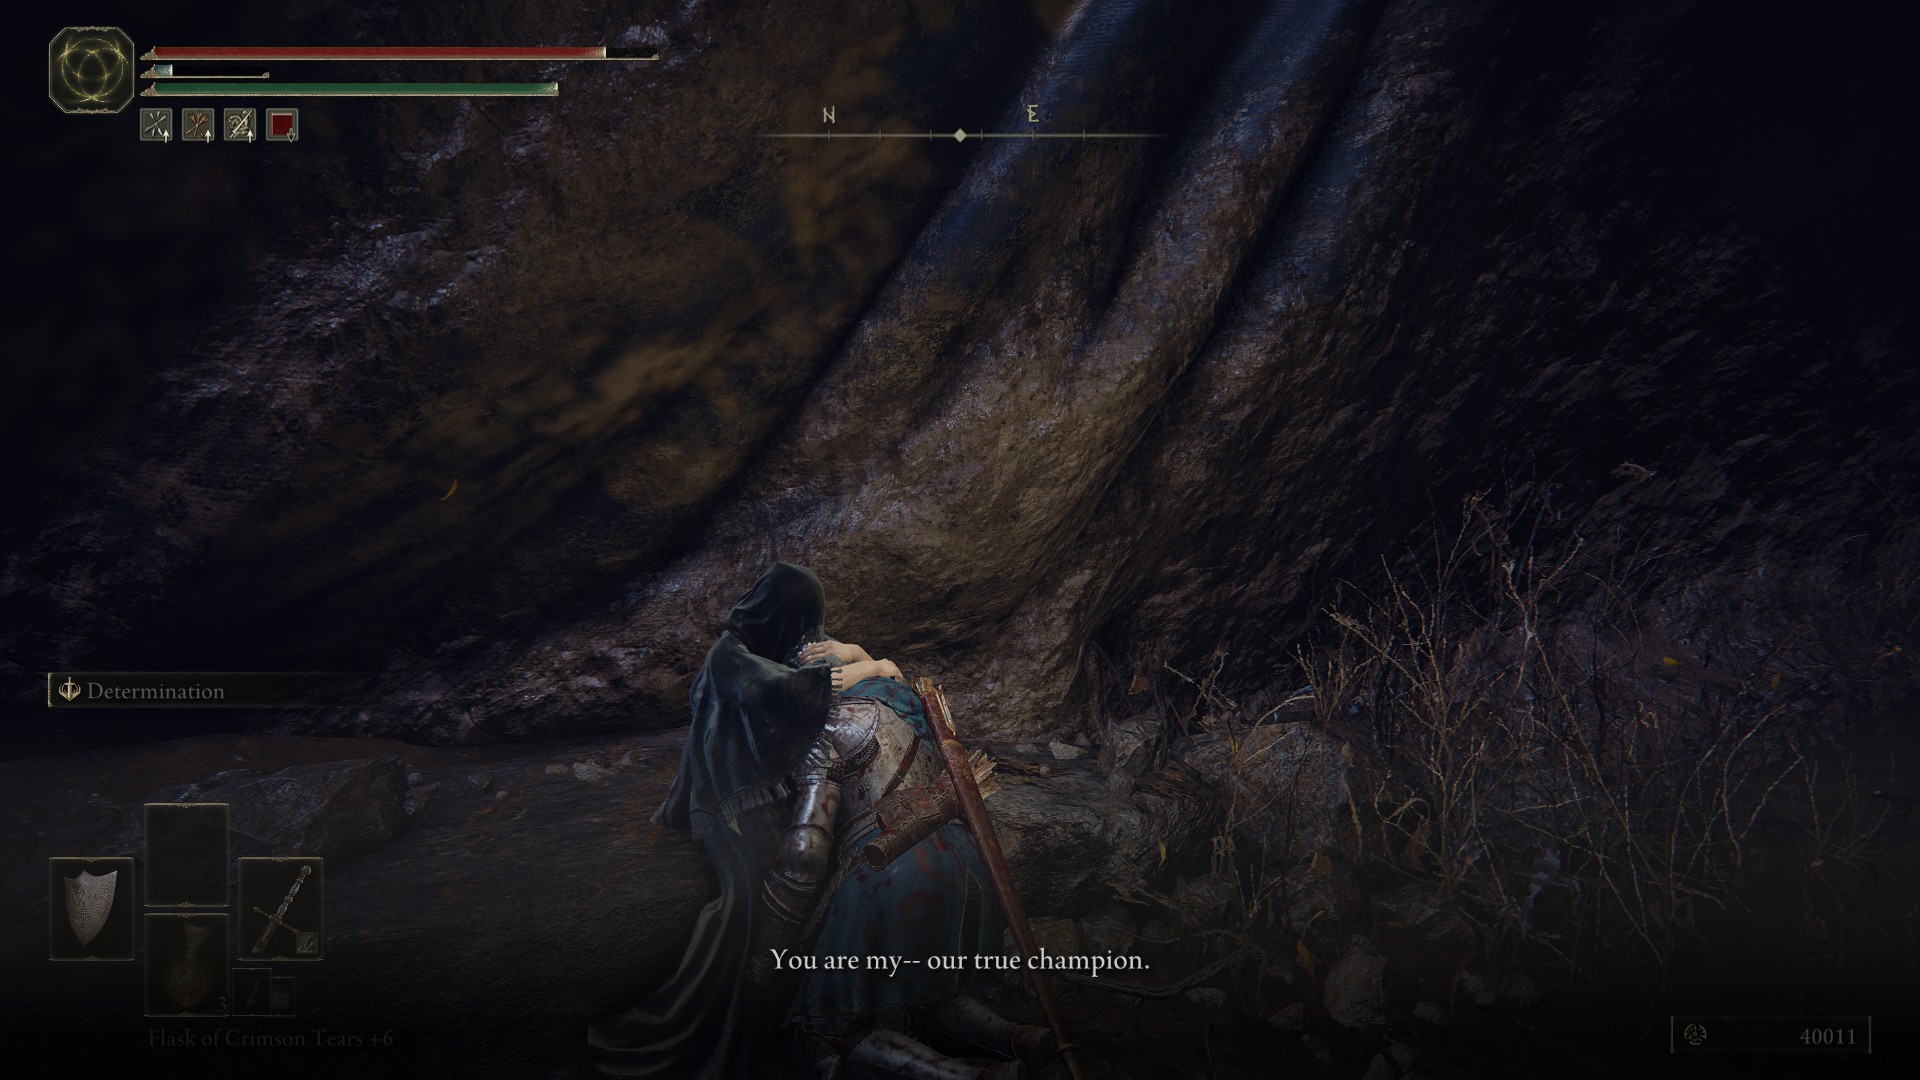 N
E
Determination
You are my-- our true champion.
3
Flask of Crimson Tears +6
40011